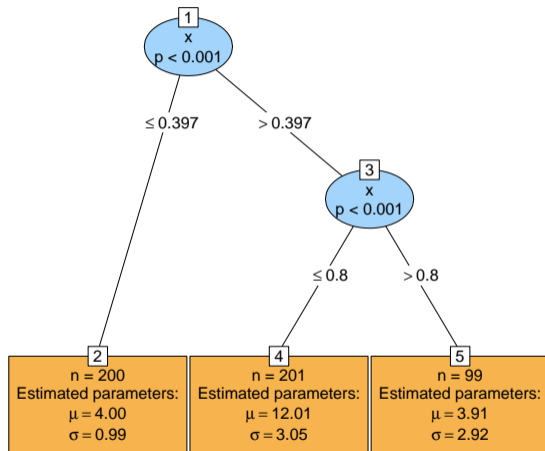 1
x
p < 0.001
≤ 0.397
> 0.397
3
x
p < 0.001
≤ 0.8
> 0.8
2
n = 200
Estimated parameters:
μ = 4.00
σ = 0.99
4
n = 201
Estimated parameters:
μ = 12.01
σ = 3.05
5
n = 99
Estimated parameters:
μ = 3.91
σ = 2.92